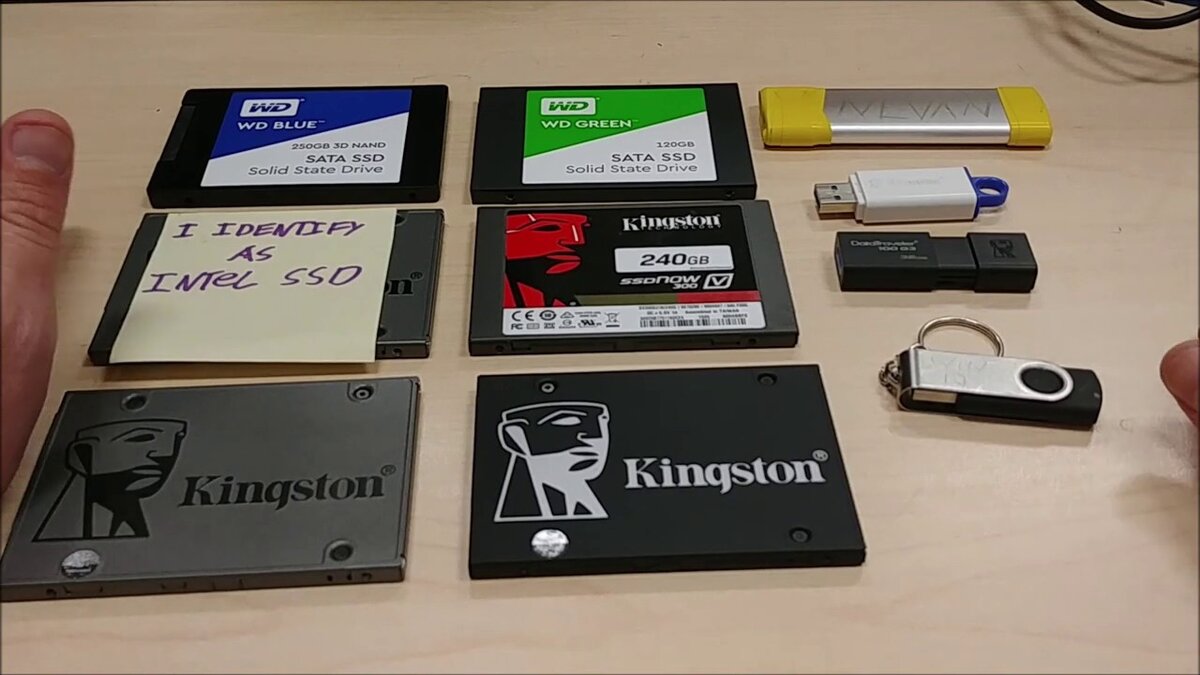 WD
WD BLUE™
250GB 3D NAND
SATA SSD
Solid State Drive
WD
WD GREEN™
120GB
SATA SSD
Solid State Drive
NEVAN
I IDENTIFY
AS
INTEL SSD
n®
Kingston
TECHNOLOGY
240GB
SSDNOW
300 V
DataTraveler®
100 G3
Kingston®
Kingston®